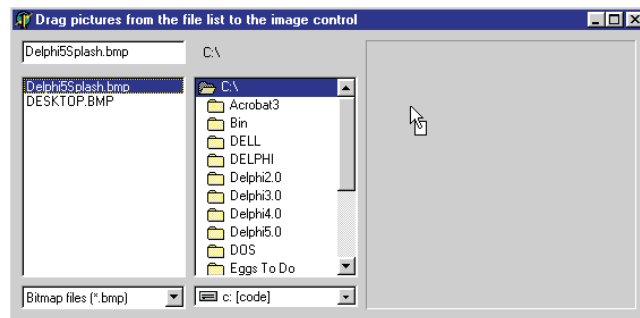 Drag pictures from the file list to the image control
Delphi5Splash.bmp
C:\
Delphi5Splash.bmp
DESKTOP.BMP
C:\
Acrobat3
Bin
DELL
DELPHI
Delphi2.0
Delphi3.0
Delphi4.0
Delphi5.0
DOS
Eggs To Do
Bitmap files (*.bmp)
c: [code]